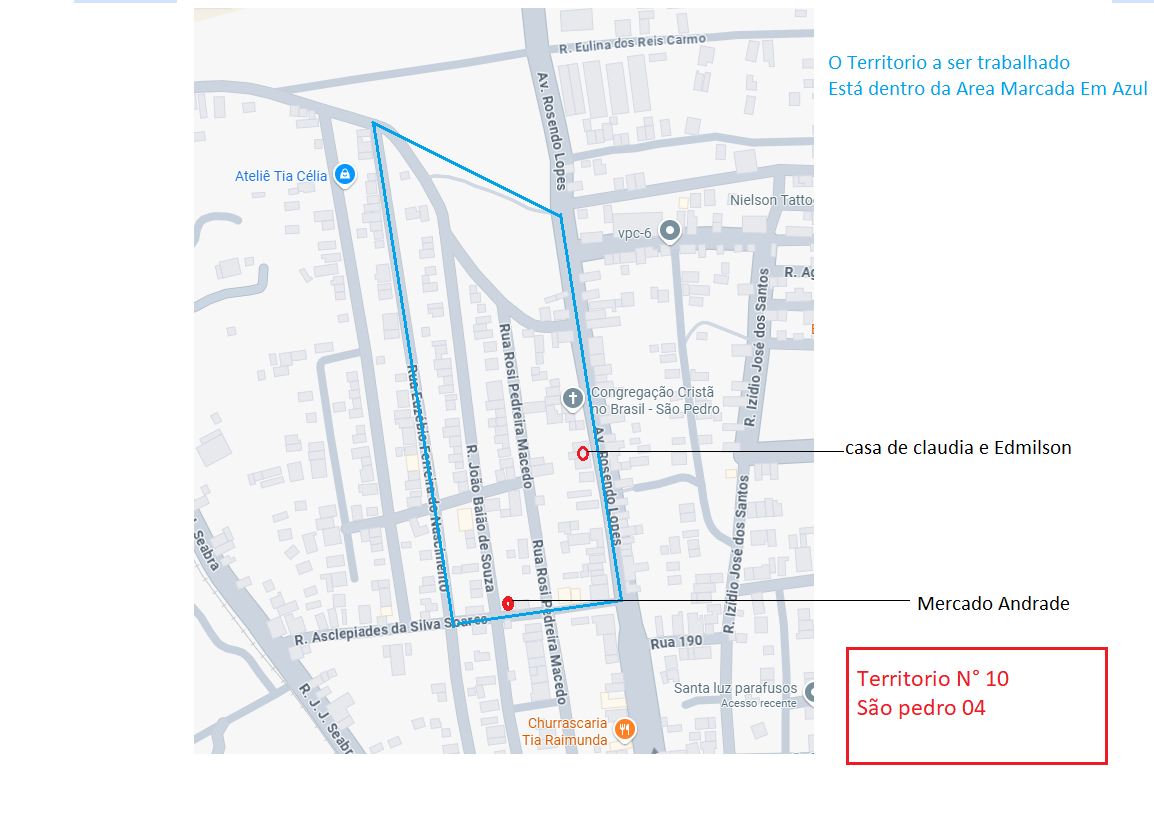 R. Eulina dos Reis Carmo
O Territorio a ser trabalhado
Está dentro da Area Marcada Em Azul
Av. Rosendo Lopes
Ateliê Tia Célia
Nielson Tatto
vpc-6
R. Ag
R. Izídio José dos Santos
Rua Rosi Pedreira Macedo
Rua Euzébio Ferreira do Nascimento
Congregação Cristã
no Brasil - São Pedro
Av. Rosendo Lopes
casa de claudia e Edmilson
R. João Balão de Souza
R. Izídio José dos Santos
Seabra
Rua Rosi Pedreira Macedo
Mercado Andrade
R. Asclepiades da Silva Soares
Rua 190
R. J.J. Seabra
Santa luz parafusos
Acesso recente
Territorio N° 10
São pedro 04
Churrascaria
Tia Raimunda